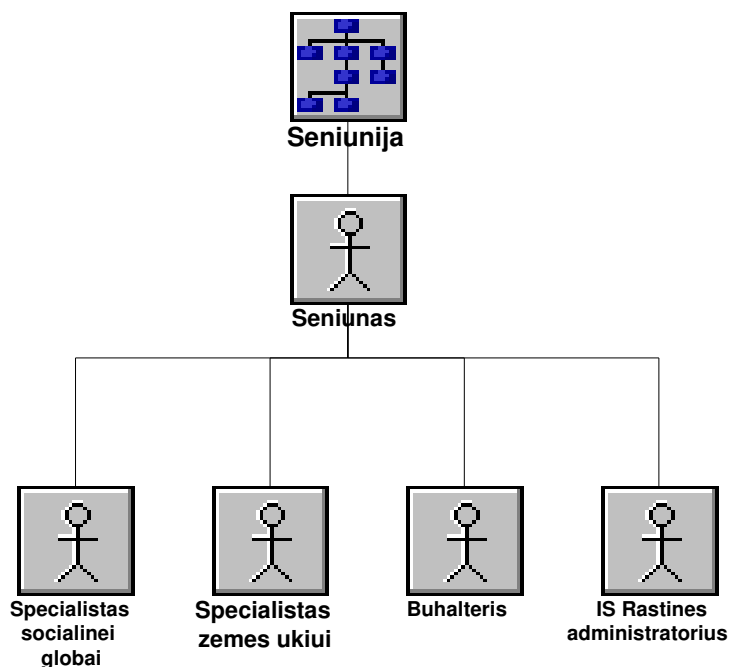 Seniunija
Seniunas
Specialistas
socialinei
globai
Specialistas
zemes ukiui
Buhalteris
IS Rastines
administratorius